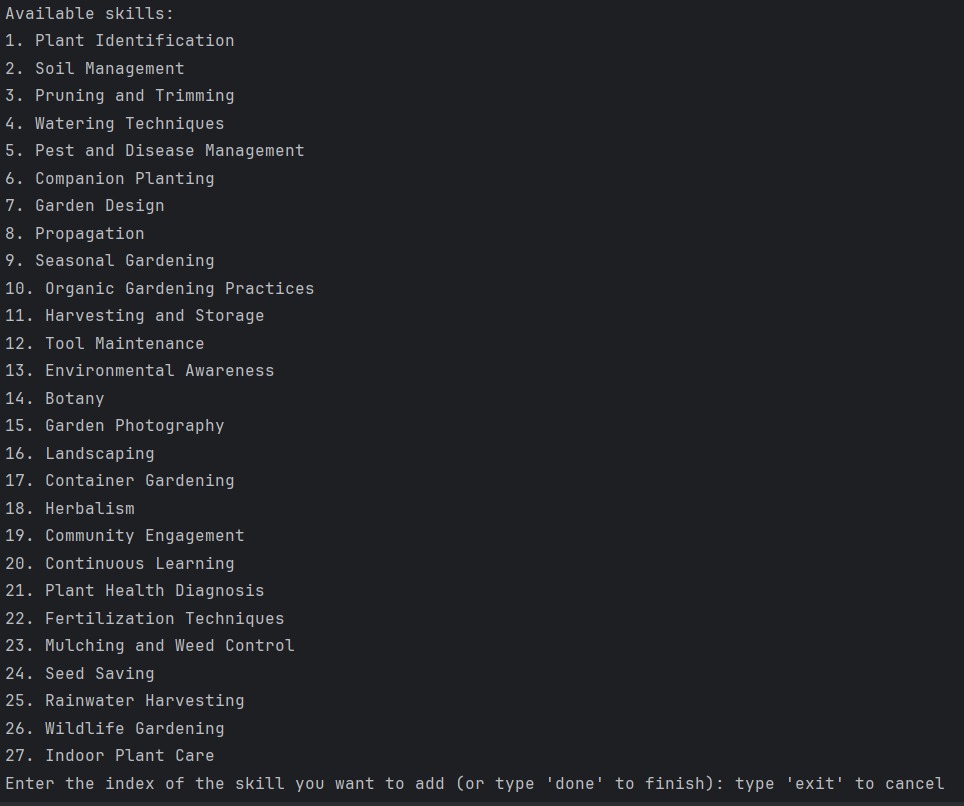 Available skills:
1. Plant Identification
2. Soil Management
3. Pruning and Trimming
4. Watering Techniques
5. Pest and Disease Management
6. Companion Planting
7. Garden Design
8. Propagation
9. Seasonal Gardening
10. Organic Gardening Practices
11. Harvesting and Storage
12. Tool Maintenance
13. Environmental Awareness
14. Botany
15. Garden Photography
16. Landscaping
17. Container Gardening
18. Herbalism
19. Community Engagement
20. Continuous Learning
21. Plant Health Diagnosis
22. Fertilization Techniques
23. Mulching and Weed Control
24. Seed Saving
25. Rainwater Harvesting
26. Wildlife Gardening
27. Indoor Plant Care
Enter the index of the skill you want to add (or type 'done' to finish): type 'exit' to cancel